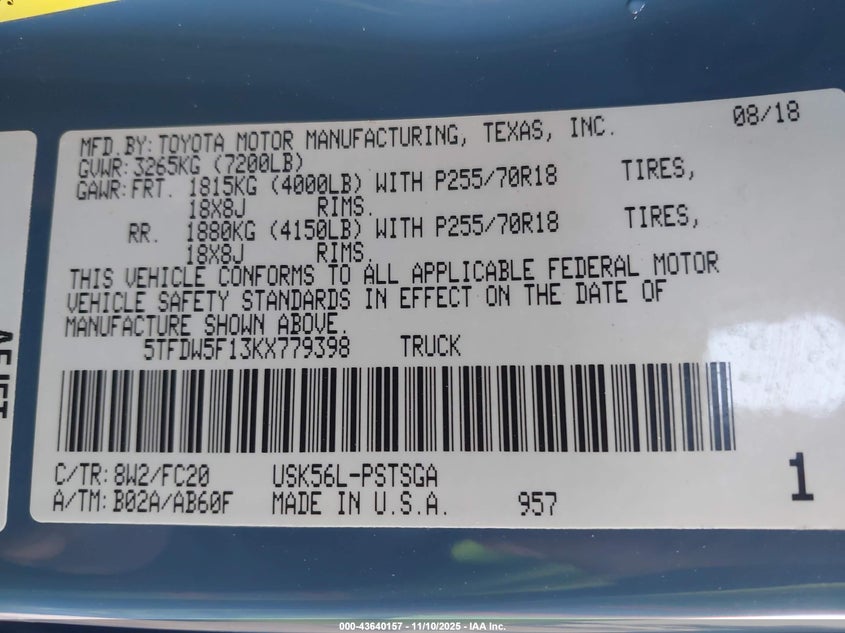 MFD.BY: TOYOTA MOTOR MANUFACTURING, TEXAS, INC. 08/18
GVWR: 3265KG (7200LB)
GAWR: FRT. 1815KG (4000LB) WITH P255/70R18 TIRES,
18X8J RIMS.
RR. 1880KG (4150LB) WITH P255/70R18 TIRES,
18X8J RIMS.
THIS VEHICLE CONFORMS TO ALL APPLICABLE FEDERAL MOTOR
VEHICLE SAFETY STANDARDS IN EFFECT ON THE DATE OF
MANUFACTURE SHOWN ABOVE.
5TFDW5F13KX779398 TRUCK
C/TR: 8W2/FC20 USK56L-PSTSGA
A/TM: B02A/AB60F MADE IN U.S.A. 957 1
000-43640157 - 11/10/2025 - IAA Inc.